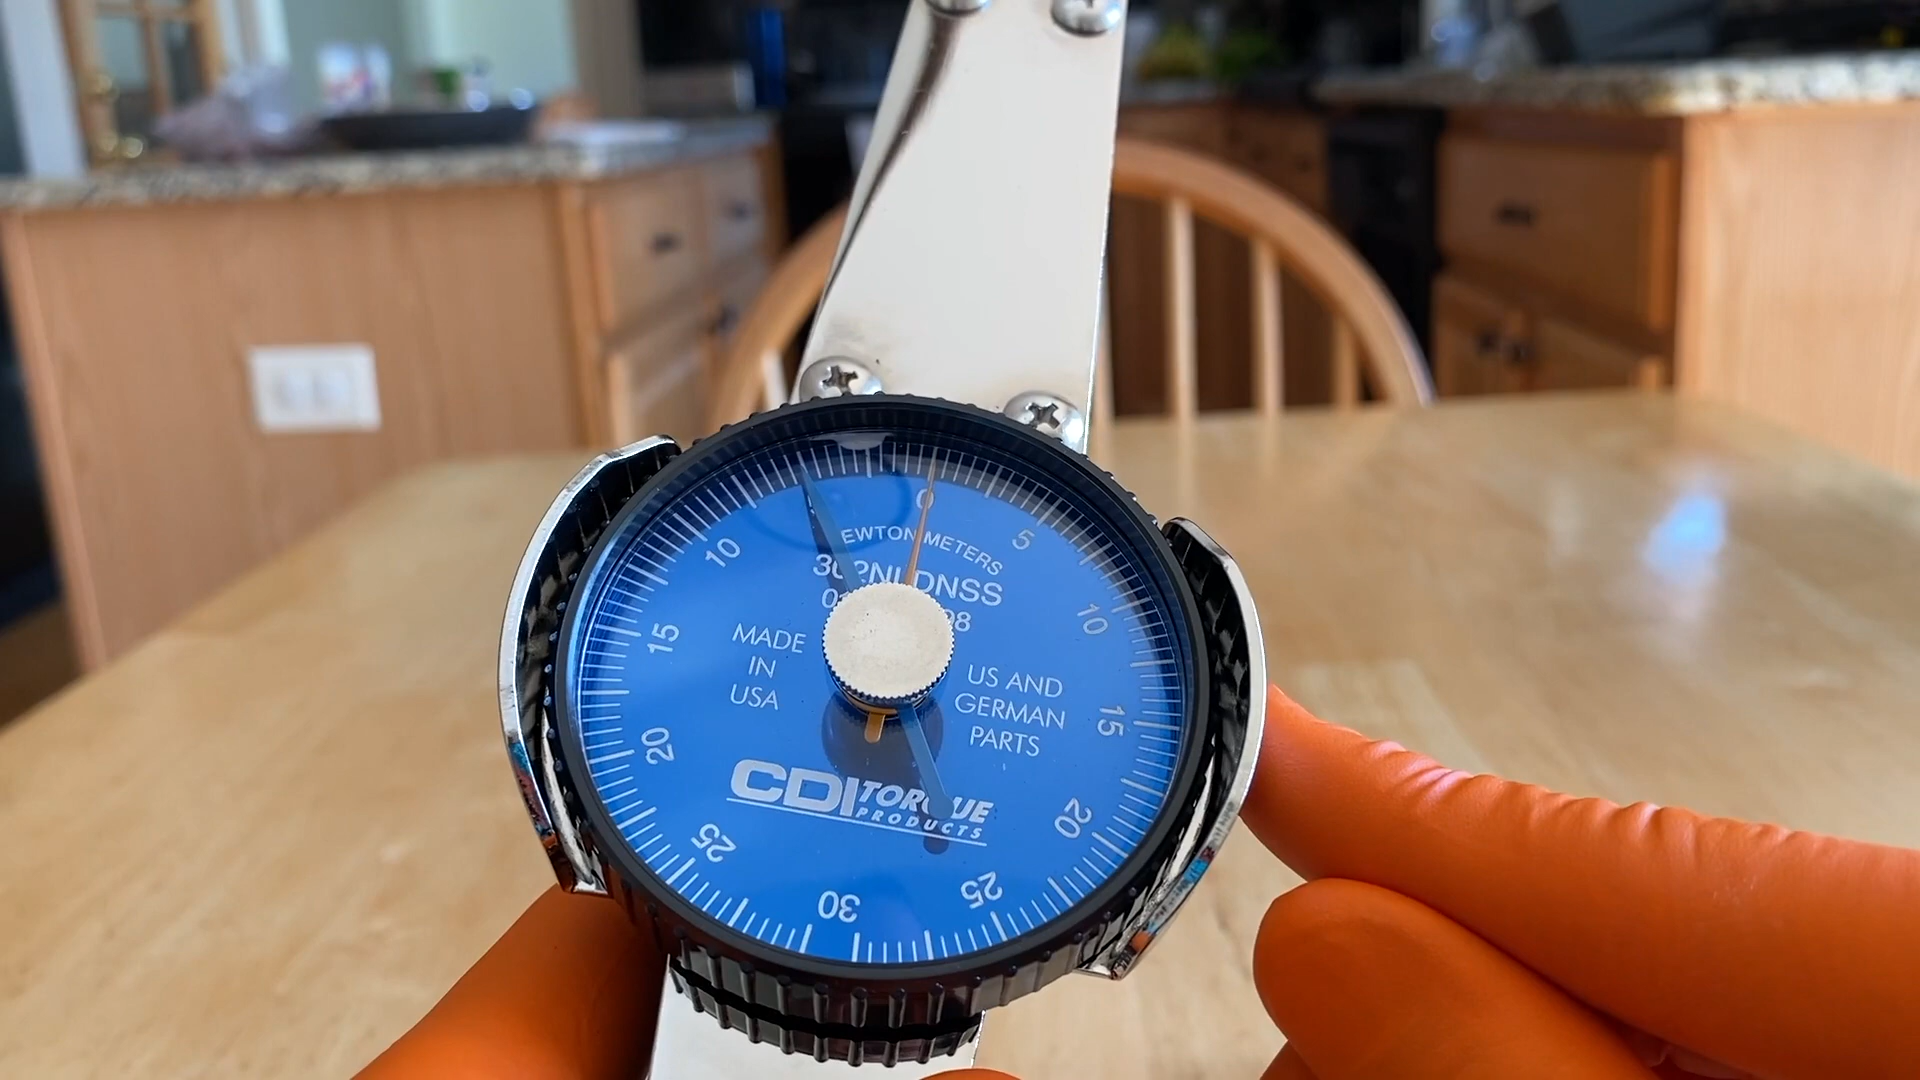 0
EWTON METERS
5
10
302NLDNSS
10
15
MADE
IN
USA
US AND
GERMAN
PARTS
15
20
CDI TORQUE
PRODUCTS
20
25
25
30